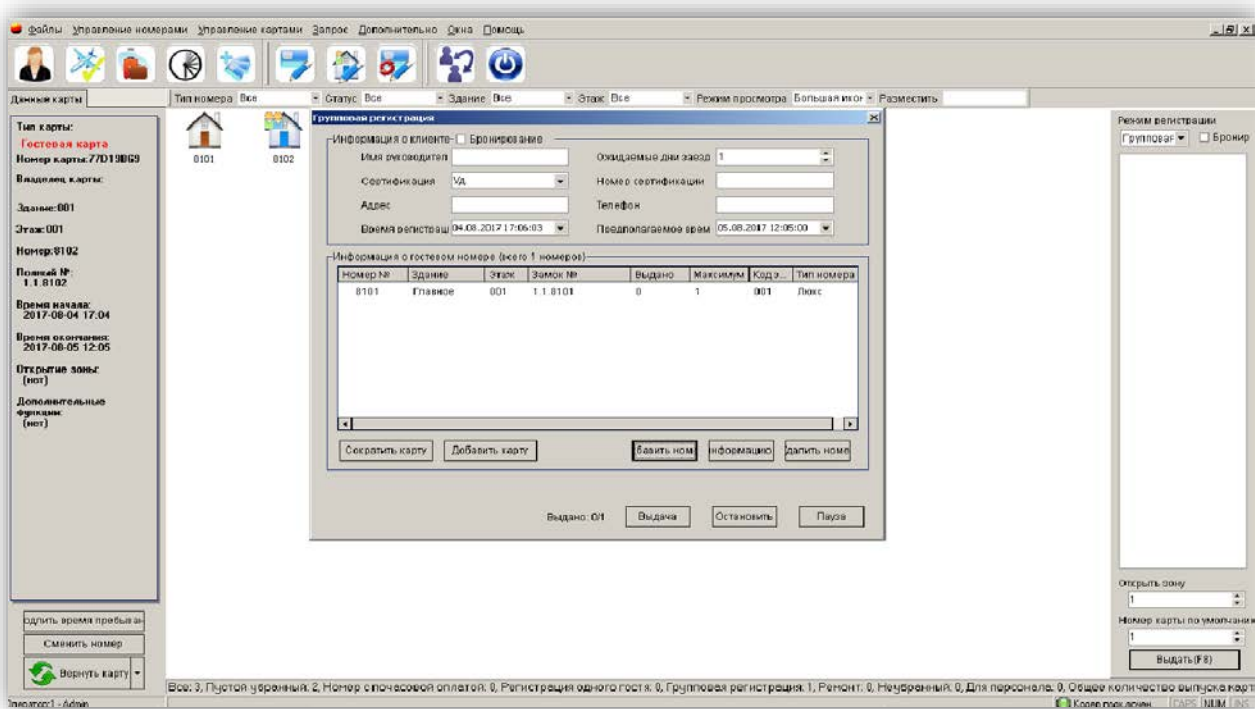 Файлы Управление номерами Управление картами Запрос Дополнительно Окна Помощь
Данные карты
Тип номера Все Статус Все Здание Все Этаж Все Режим просмотра Большая икон Разместить
Тип карты:
Гостевая карта
Номер карты:77D19B69
Владелец карты:
Здание:001
Этаж:001
Номер:8102
Полный №:
1.1.8102
Время начала:
2017-08-04 17:04
Время окончания:
2017-08-05 12:05
Открытие зоны:
(нет)
Дополнительные
функции:
(нет)
одлить время пребыван
Сменить номер
Вернуть карту
8101
8102
Групповая регистрация
Информация о клиенте
Бронирование
Имя руководител
Ожидаемые дни заезд 1
Сертификация Уд
Номер сертификации
Адрес
Телефон
Время регистрац 04.08.2017 17:06:03
Предполагаемое врем 05.08.2017 12:05:00
Информация о гостевом номере (всего 1 номеров)
Номер № Здание Этаж Замок № Выдано Максимум Код э... Тип номера
8101 Главное 001 1.1.8101 0 1 001 Люкс
Сократить карту Добавить карту бавить ном нформацию далить номе
Выдано: 0/1 Выдача Остановить Пауза
Режим регистрации
Групповая Бронир
Открыть зону
1
Номер карты по умолчани
1
Выдать(F8)
Все: 3, Пустой убранный: 2, Номер с почасовой оплатой: 0, Регистрация одного гостя: 0, Групповая регистрация: 1, Ремонт: 0, Неубранный: 0, Для персонала: 0, Общее количество выпуска карт
Оператор:1 - Admin
CAPS NUM INS